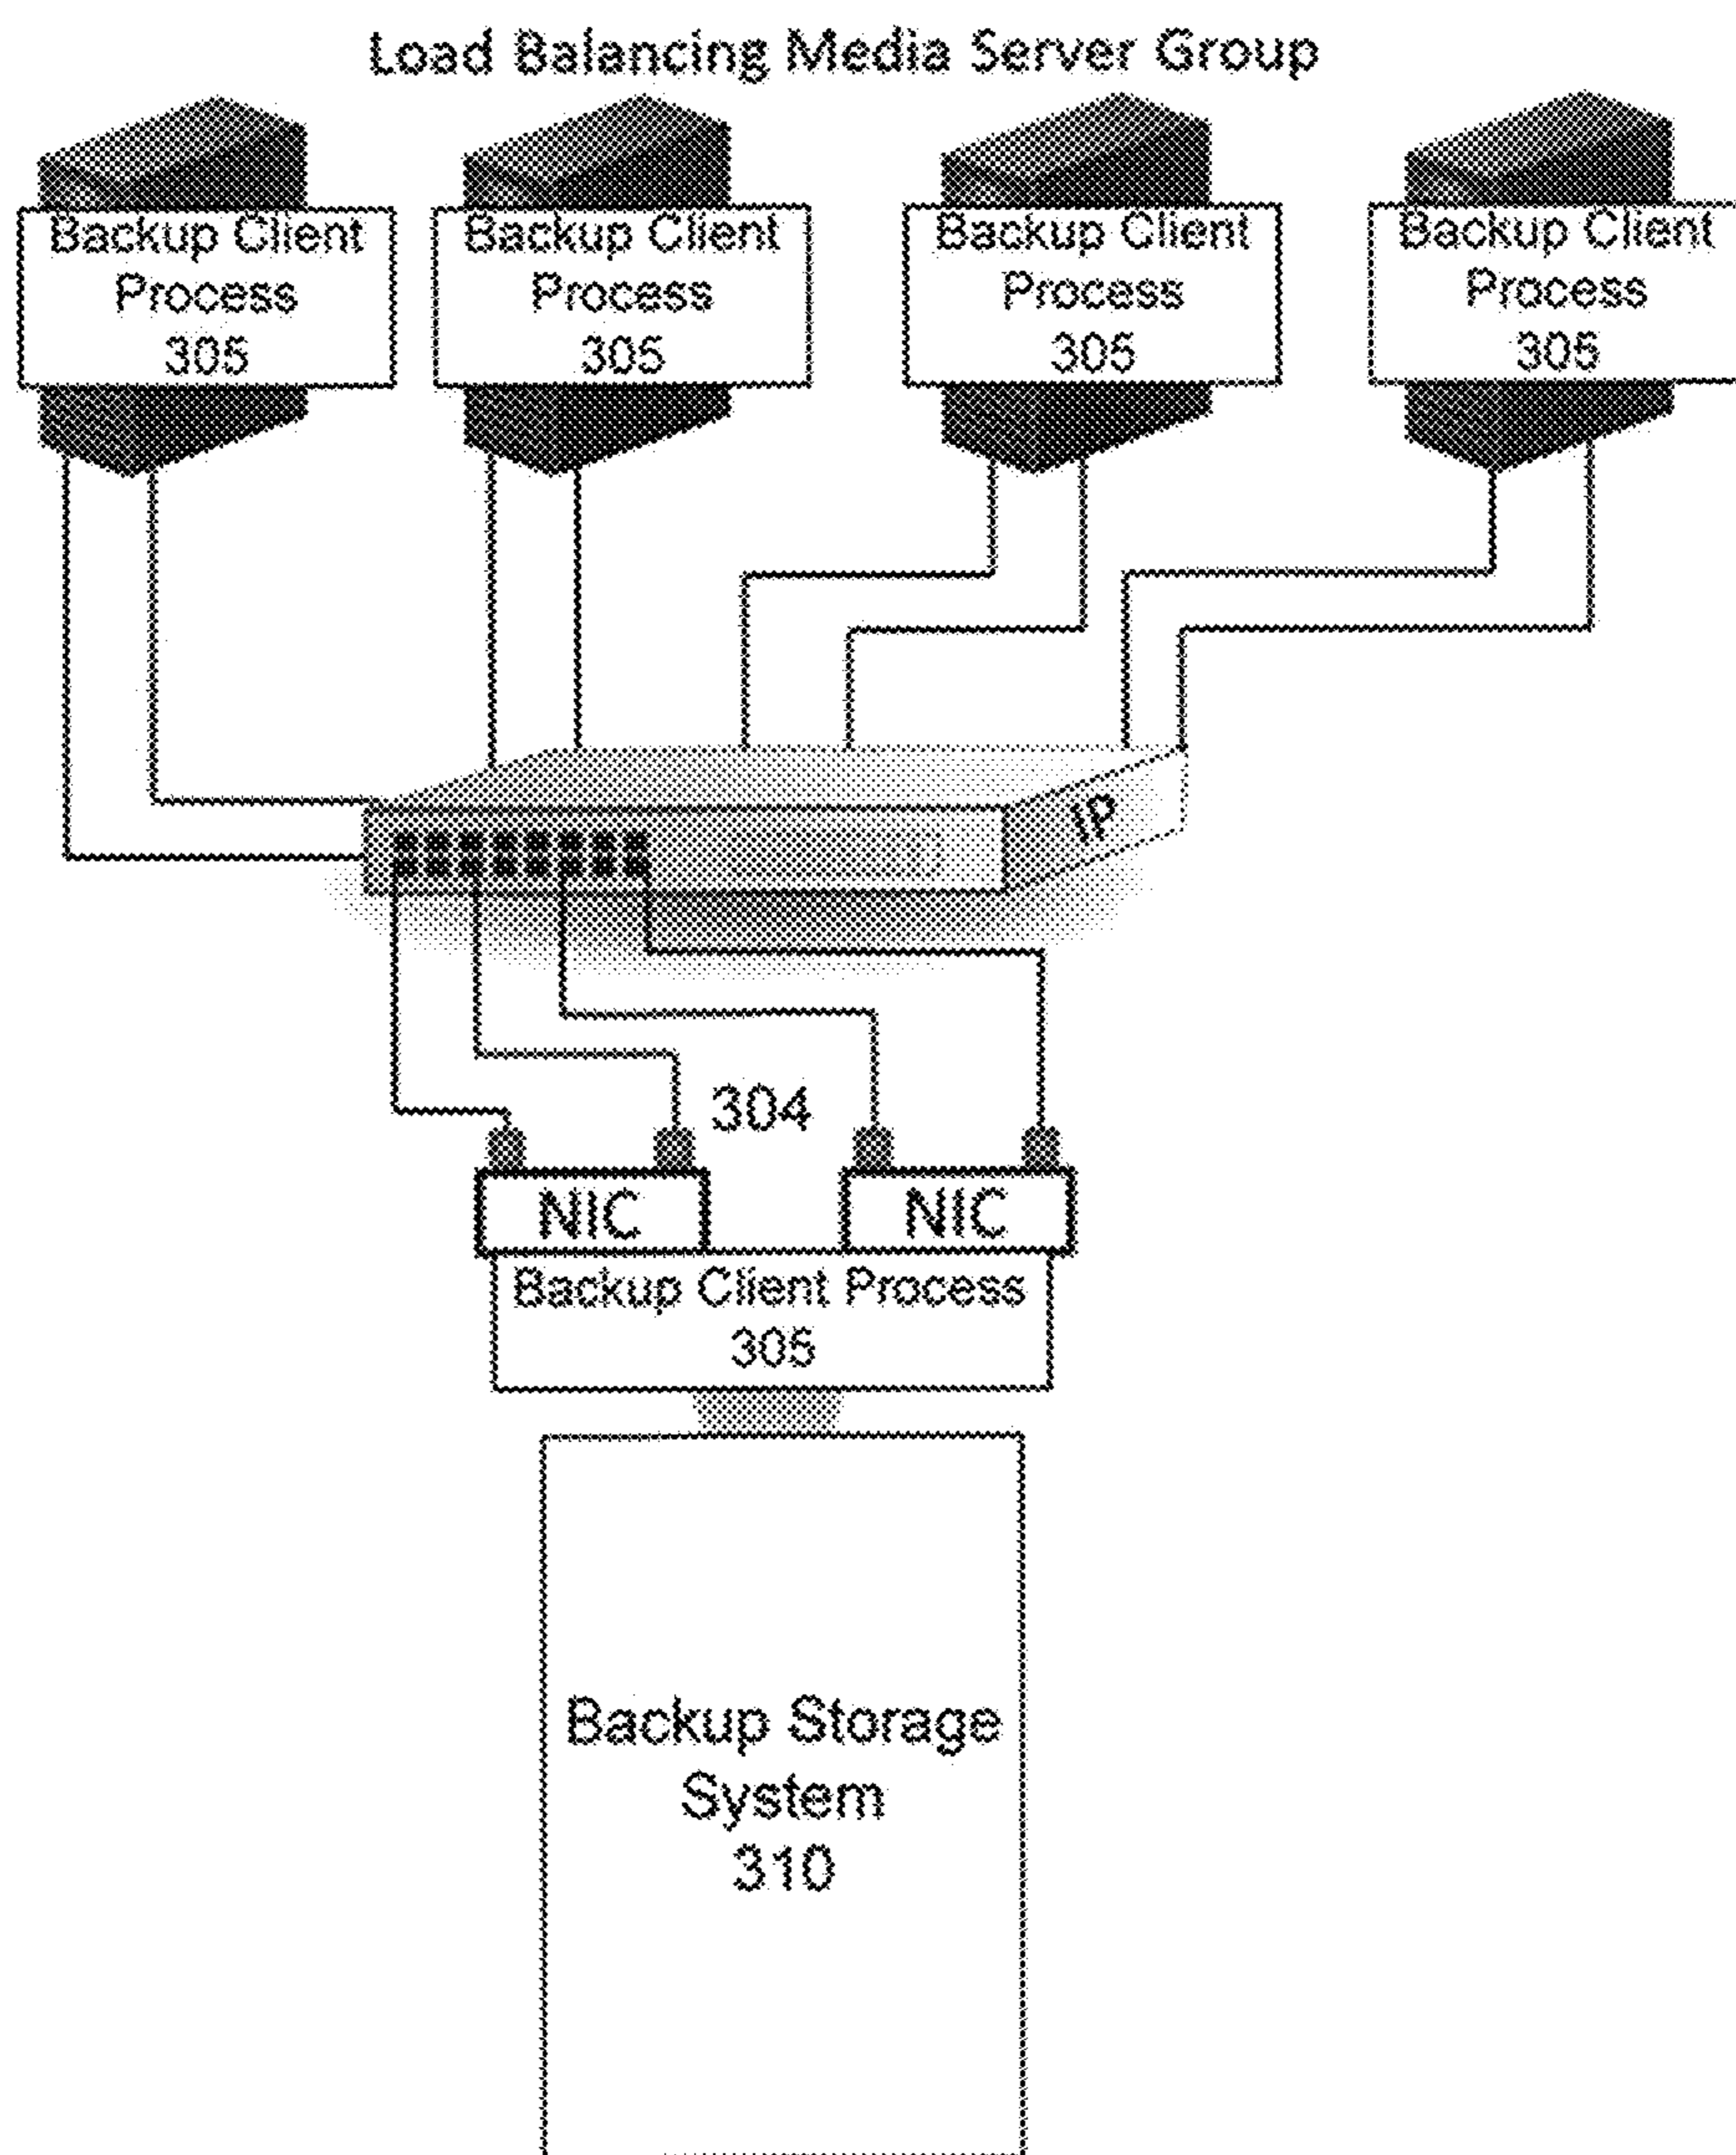 Load Balancing Media Server Group
Backup Client
Process
305
Backup Client
Process
305
Backup Client
Process
305
Backup Client
Process
305
IP
304
NIC
NIC
Backup Client Process
305
Backup Storage
System
310